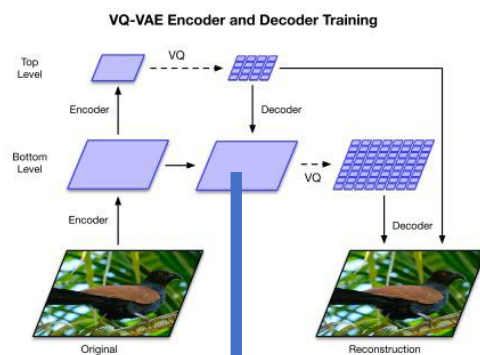 VQ-VAE Encoder and Decoder Training
Top
Level
VQ
Encoder
Decoder
Bottom
Level
VQ
Encoder
Decoder
Original
Reconstruction